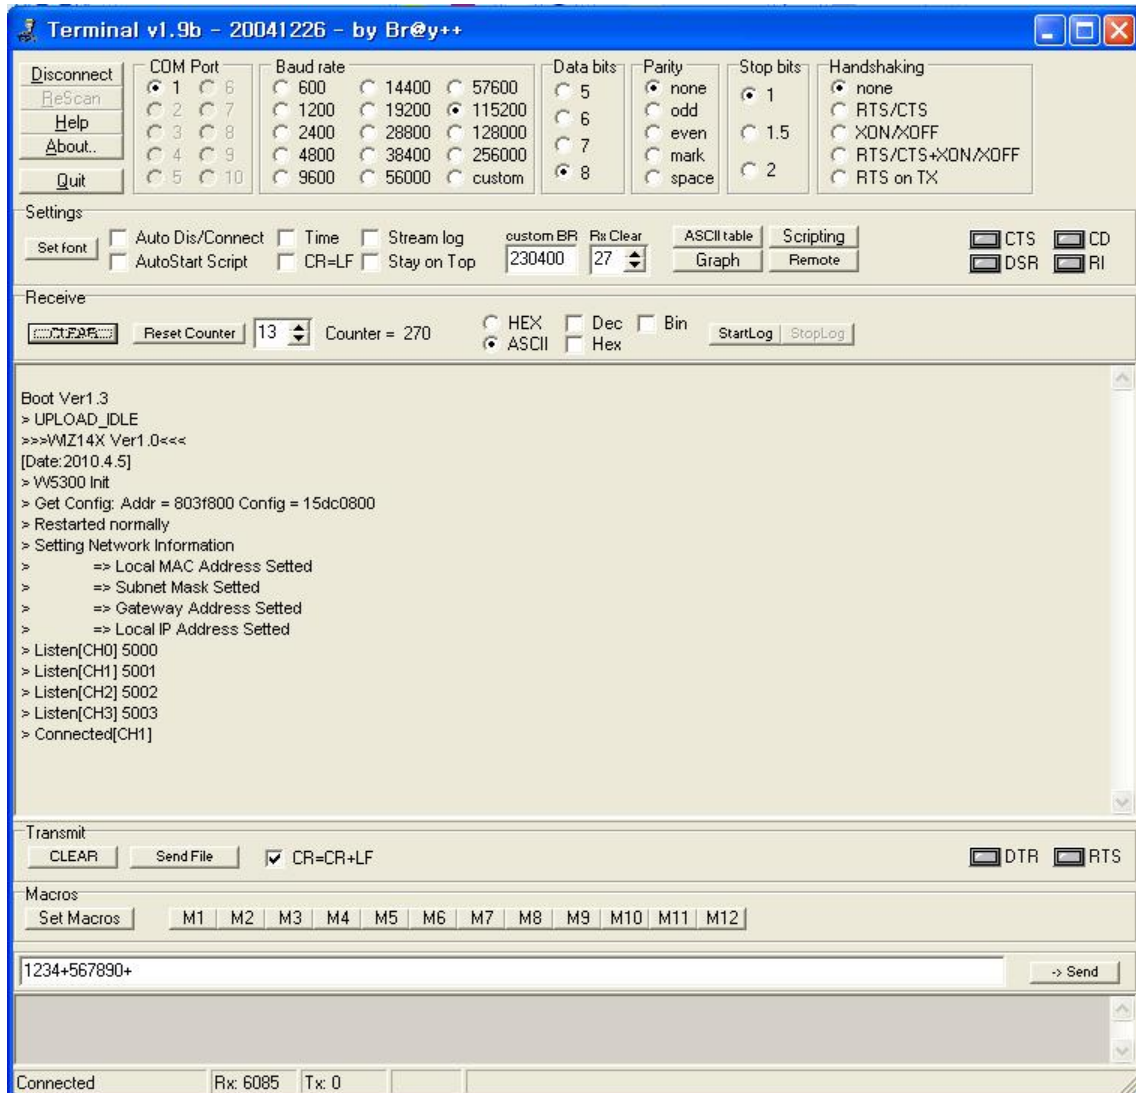 Terminal v1.9b - 20041226 - by Br@y++
Disconnect
ReScan
Help
About..
Quit
COM Port
1 6
2 7
3 8
4 9
5 10
Baud rate
600 14400 57600
1200 19200 115200
2400 28800 128000
4800 38400 256000
9600 56000 custom
Data bits
5
6
7
8
Parity
none
odd
even
mark
space
Stop bits
1
1.5
2
Handshaking
none
RTS/CTS
XON/XOFF
RTS/CTS+XON/XOFF
RTS on TX
Settings
Set font
Auto Dis/Connect Time Stream log
AutoStart Script CR=LF Stay on Top
custom BR Rx Clear
230400 27
ASCII table Scripting
Graph Remote
CTS CD
DSR RI
Receive
CLEAR Reset Counter 13 Counter = 270
HEX Dec Bin
ASCII Hex
StartLog StopLog
Boot Ver1.3
> UPLOAD_IDLE
>>>WIZ14X Ver1.0<<<
[Date:2010.4.5]
> W5300 Init
> Get Config: Addr = 803f800 Config = 15dc0800
> Restarted normally
> Setting Network Information
> => Local MAC Address Setted
> => Subnet Mask Setted
> => Gateway Address Setted
> => Local IP Address Setted
> Listen[CH0] 5000
> Listen[CH1] 5001
> Listen[CH2] 5002
> Listen[CH3] 5003
> Connected[CH1]
Transmit
CLEAR Send File CR=CR+LF DTR RTS
Macros
Set Macros M1 M2 M3 M4 M5 M6 M7 M8 M9 M10 M11 M12
1234+567890+ -> Send
Connected Rx: 6085 Tx: 0